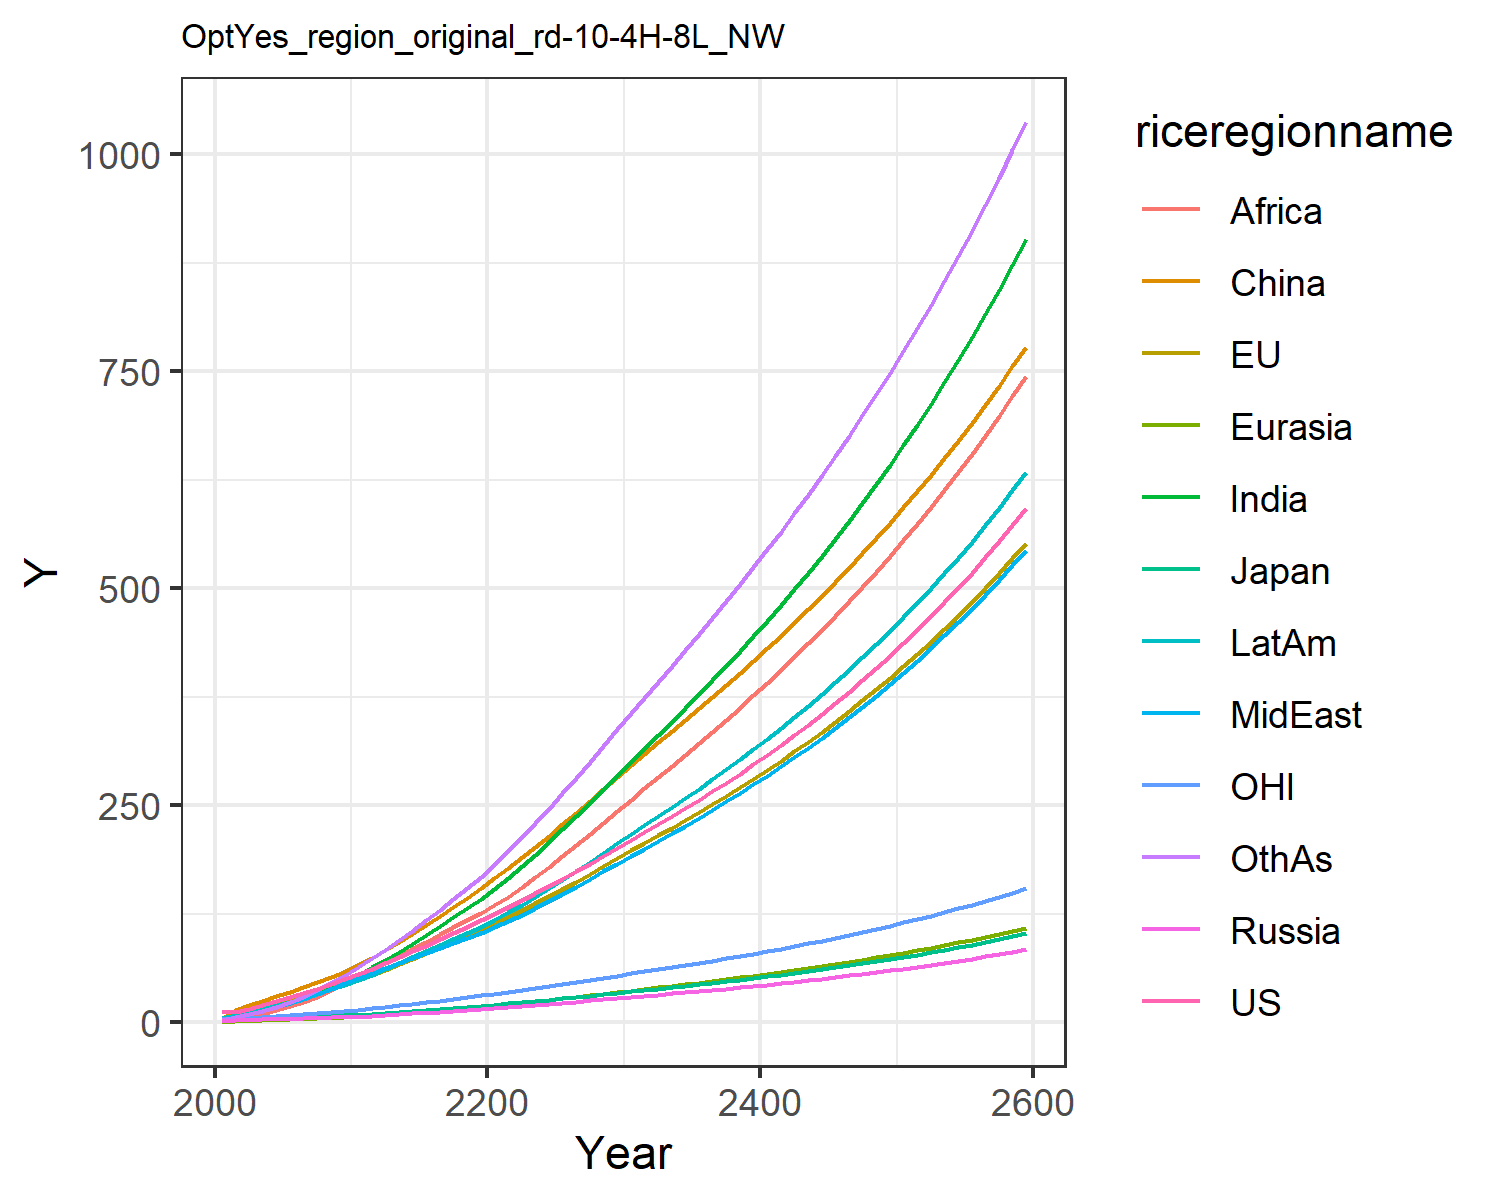 OptYes_region_original_rd-10-4H-8L_NW
1000
750
500
250
0
Y
2000 2200 2400 2600
Year
riceregionname
Africa
China
EU
Eurasia
India
Japan
LatAm
MidEast
OHI
OthAs
Russia
US